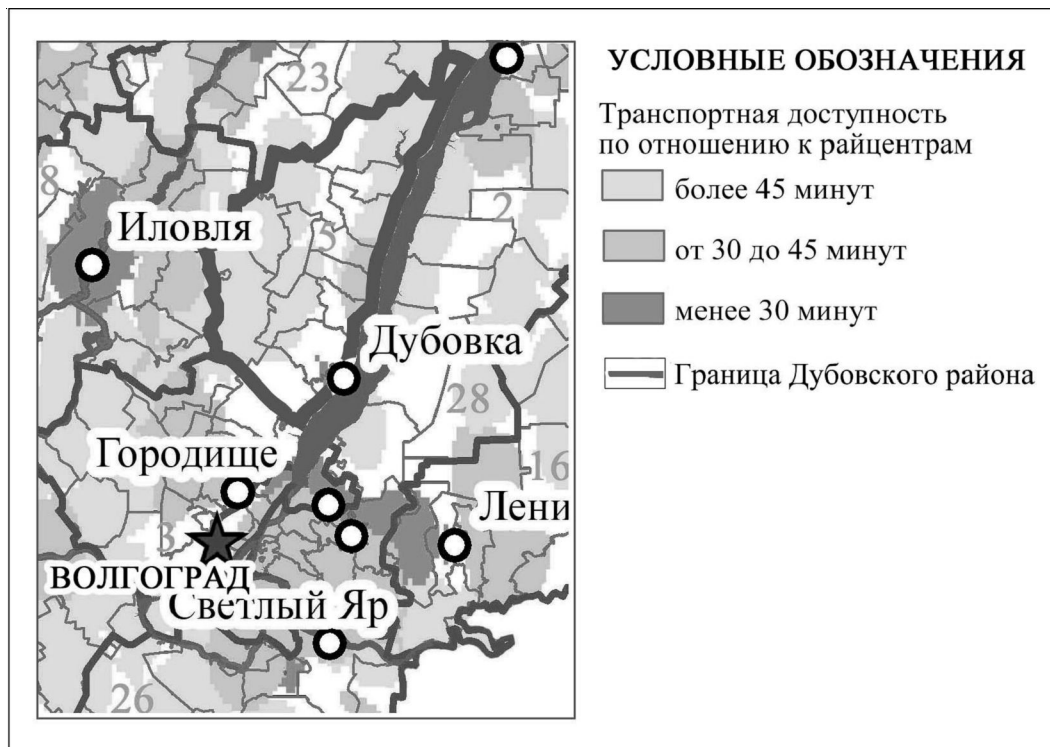 УСЛОВНЫЕ ОБОЗНАЧЕНИЯ
Транспортная доступность
по отношению к райцентрам
более 45 минут
от 30 до 45 минут
менее 30 минут
Граница Дубовского района
23
8
2
Иловля
5
Дубовка
28
Городище
16
Лени
3
ВОЛГОГРАД
Светлый Яр
26